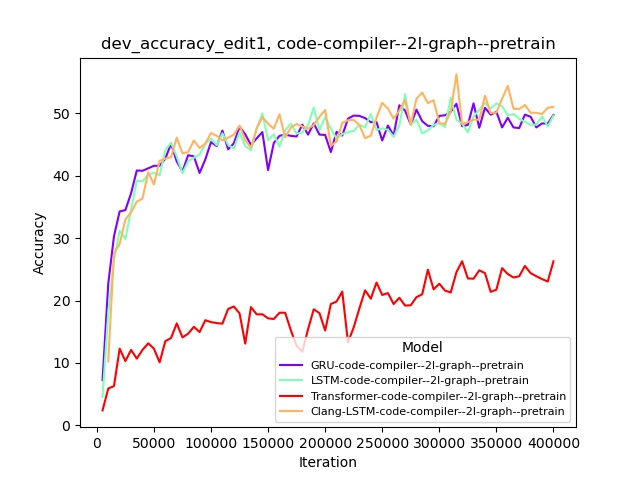 dev_accuracy_edit1, code-compiler--2l-graph--pretrain
Accuracy
50
40
30
20
10
0
0 50000 100000 150000 200000 250000 300000 350000 400000
Iteration
Model
GRU-code-compiler--2l-graph--pretrain
LSTM-code-compiler--2l-graph--pretrain
Transformer-code-compiler--2l-graph--pretrain
Clang-LSTM-code-compiler--2l-graph--pretrain